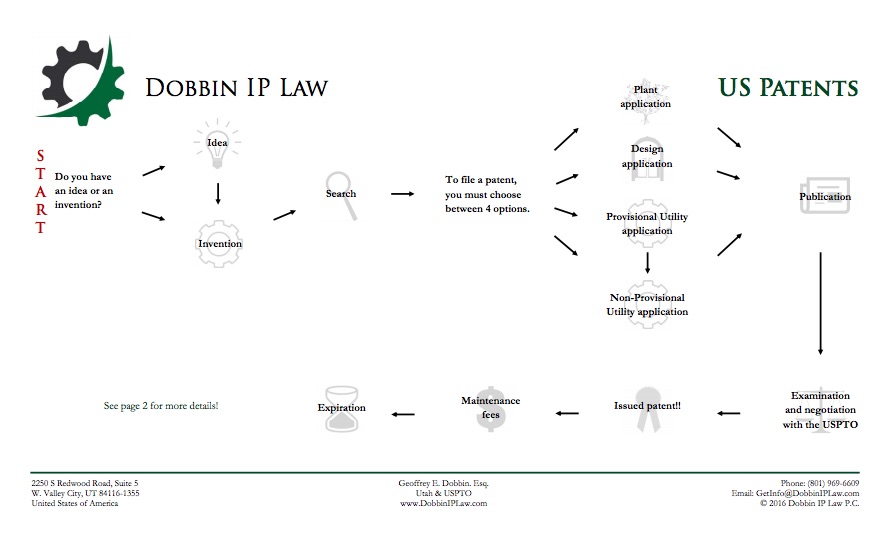 DOBBIN IP LAW
US PATENTS
START
Do you have
an idea or an
invention?
Idea
Invention
Search
To file a patent,
you must choose
between 4 options.
Plant
application
Design
application
Provisional Utility
application
Non-Provisional
Utility application
Publication
Examination
and negotiation
with the USPTO
Issued patent!!
Maintenance
fees
Expiration
See page 2 for more details!
2250 S Redwood Road, Suite 5
W. Valley City, UT 84116-1355
United States of America
Geoffrey E. Dobbin. Esq.
Utah & USPTO
www.DobbinIPLaw.com
Phone: (801) 969-6609
Email: GetInfo@DobbinIPLaw.com
© 2016 Dobbin IP Law P.C.